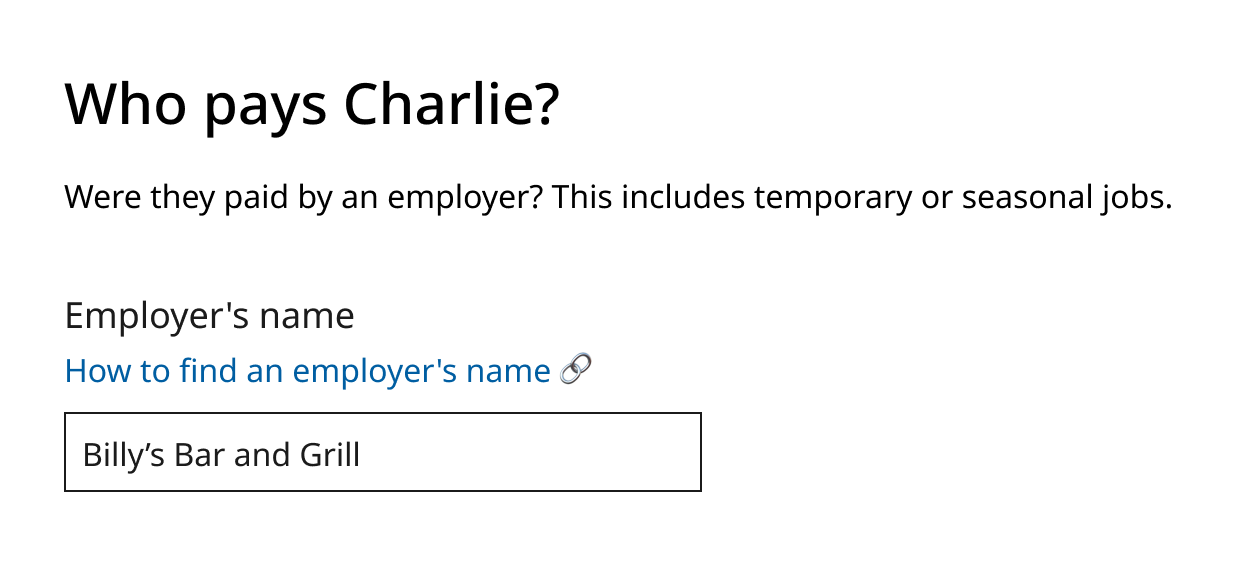 Who pays Charlie?
Were they paid by an employer? This includes temporary or seasonal jobs.
Employer's name
How to find an employer's name
Billy’s Bar and Grill